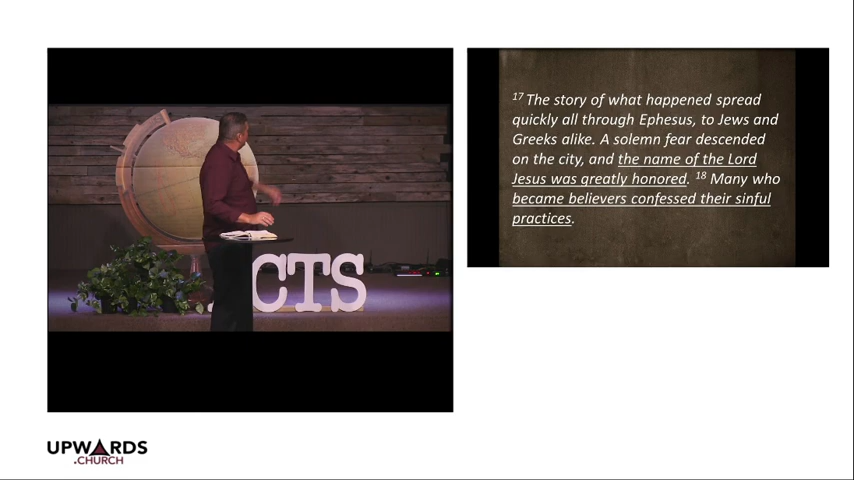 17 The story of what happened spread
quickly all through Ephesus, to Jews and
Greeks alike. A solemn fear descended
on the city, and the name of the Lord
Jesus was greatly honored. 18 Many who
became believers confessed their sinful
practices.
CTS
UPWARDS
.CHURCH